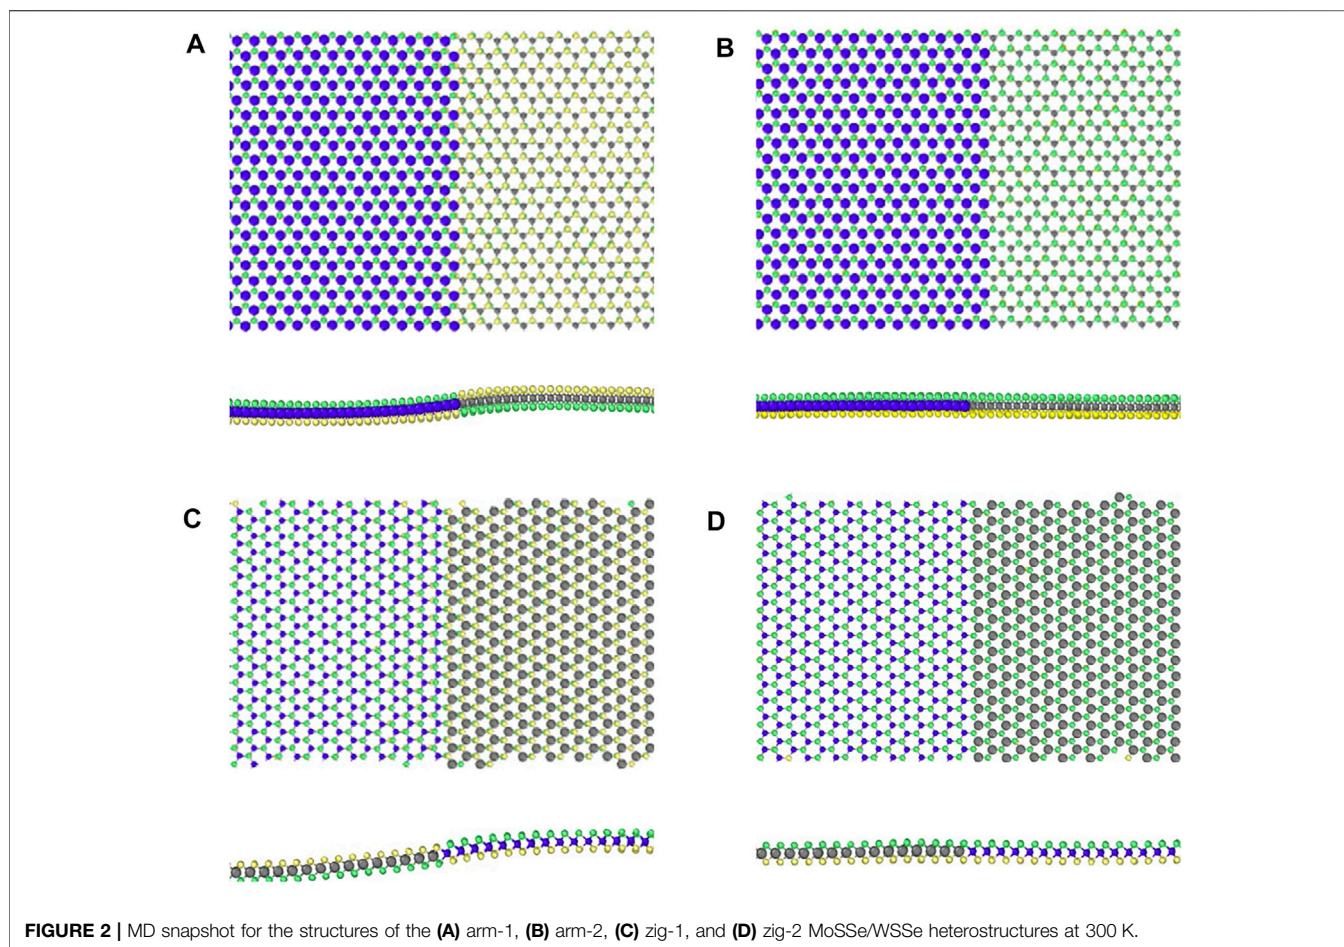 A
B
C
D
FIGURE 2 | MD snapshot for the structures of the (A) arm-1, (B) arm-2, (C) zig-1, and (D) zig-2 MoSSe/WSSe heterostructures at 300 K.